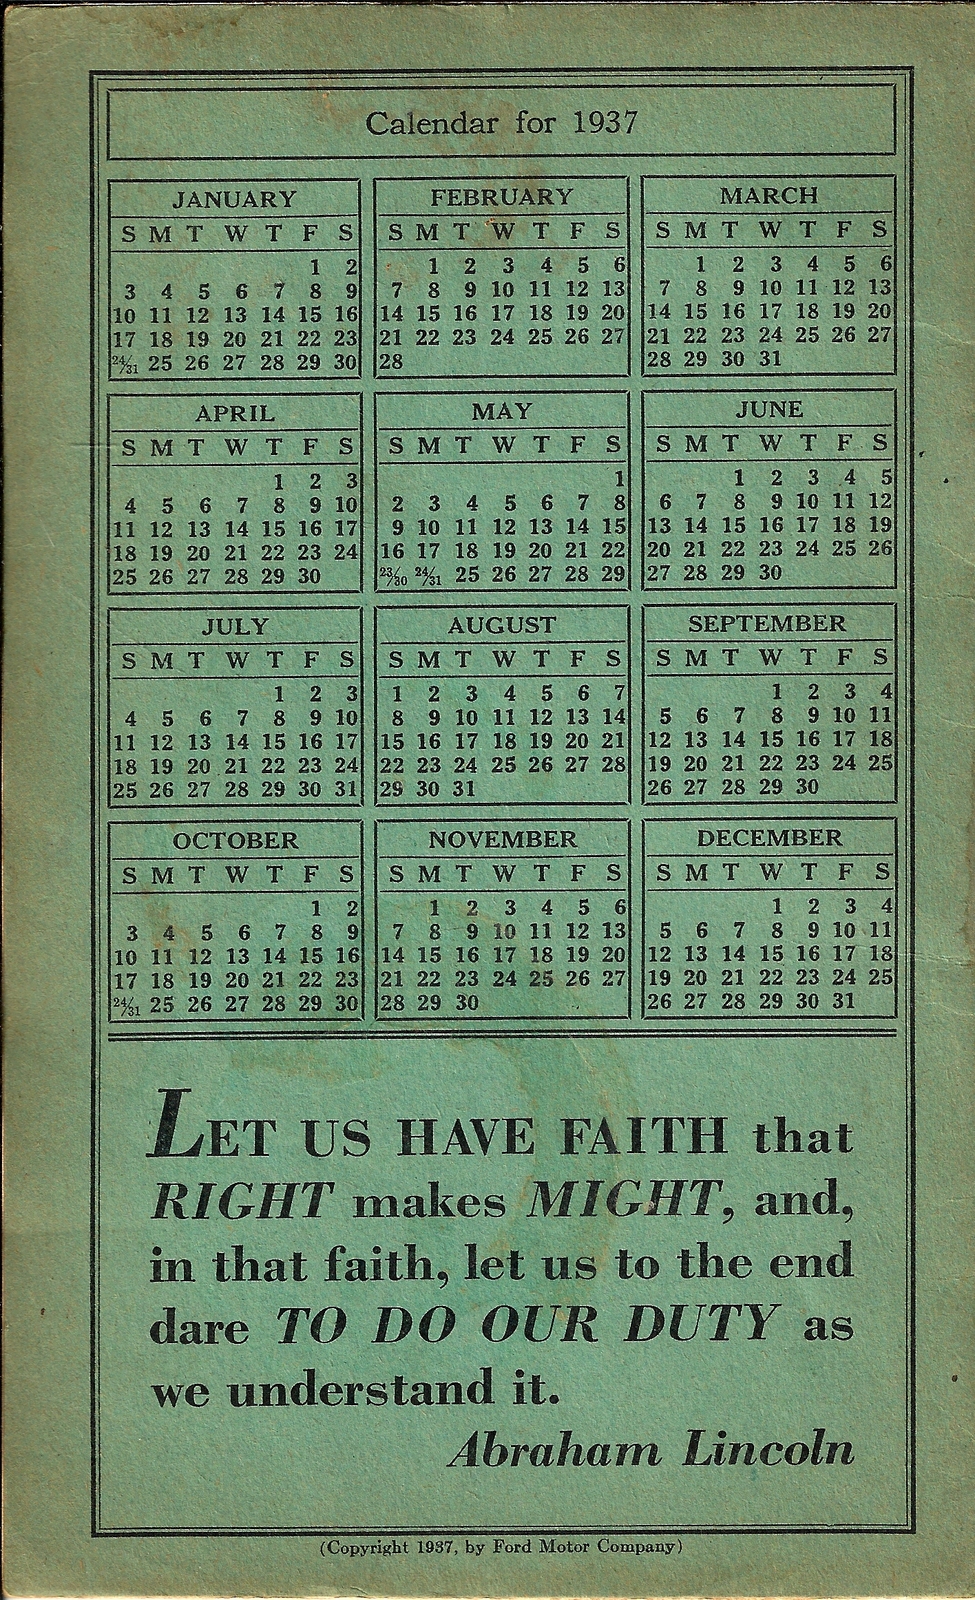 Calendar for 1937
JANUARY
S M T W T F S
1 2
3 4 5 6 7 8 9
10 11 12 13 14 15 16
17 18 19 20 21 22 23
24/31 25 26 27 28 29 30
FEBRUARY
S M T W T F S
1 2 3 4 5 6
7 8 9 10 11 12 13
14 15 16 17 18 19 20
21 22 23 24 25 26 27
28
MARCH
S M T W T F S
1 2 3 4 5 6
7 8 9 10 11 12 13
14 15 16 17 18 19 20
21 22 23 24 25 26 27
28 29 30 31
APRIL
S M T W T F S
1 2 3
4 5 6 7 8 9 10
11 12 13 14 15 16 17
18 19 20 21 22 23 24
25 26 27 28 29 30
MAY
S M T W T F S
1
2 3 4 5 6 7 8
9 10 11 12 13 14 15
16 17 18 19 20 21 22
23/30 24/31 25 26 27 28 29
JUNE
S M T W T F S
1 2 3 4 5
6 7 8 9 10 11 12
13 14 15 16 17 18 19
20 21 22 23 24 25 26
27 28 29 30
JULY
S M T W T F S
1 2 3
4 5 6 7 8 9 10
11 12 13 14 15 16 17
18 19 20 21 22 23 24
25 26 27 28 29 30 31
AUGUST
S M T W T F S
1 2 3 4 5 6 7
8 9 10 11 12 13 14
15 16 17 18 19 20 21
22 23 24 25 26 27 28
29 30 31
SEPTEMBER
S M T W T F S
1 2 3 4
5 6 7 8 9 10 11
12 13 14 15 16 17 18
19 20 21 22 23 24 25
26 27 28 29 30
OCTOBER
S M T W T F S
1 2
3 4 5 6 7 8 9
10 11 12 13 14 15 16
17 18 19 20 21 22 23
24/31 25 26 27 28 29 30
NOVEMBER
S M T W T F S
1 2 3 4 5 6
7 8 9 10 11 12 13
14 15 16 17 18 19 20
21 22 23 24 25 26 27
28 29 30
DECEMBER
S M T W T F S
1 2 3 4
5 6 7 8 9 10 11
12 13 14 15 16 17 18
19 20 21 22 23 24 25
26 27 28 29 30 31
LET US HAVE FAITH that
RIGHT makes MIGHT, and,
in that faith, let us to the end
dare TO DO OUR DUTY as
we understand it.
Abraham Lincoln
(Copyright 1937, by Ford Motor Company)